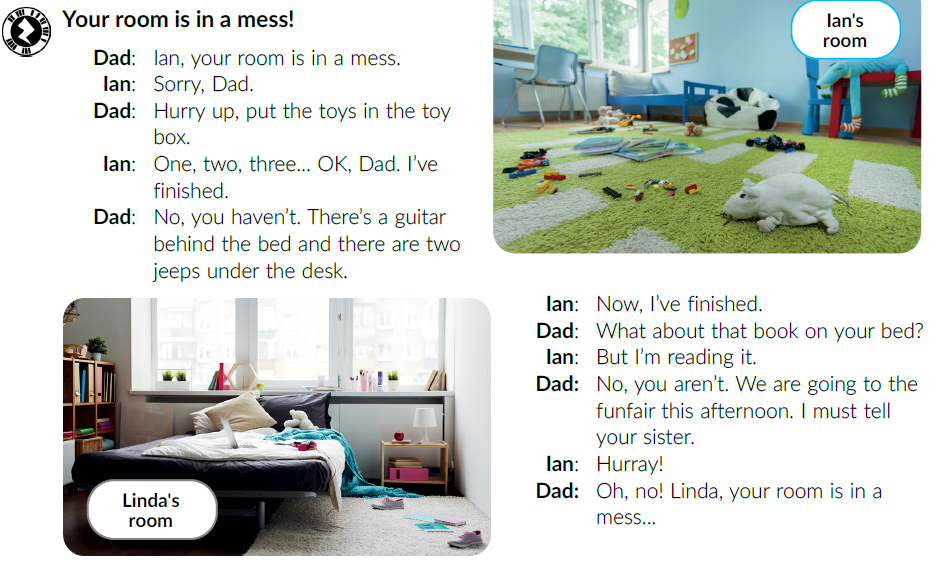 Your room is in a mess!
Dad: Ian, your room is in a mess.
Ian: Sorry, Dad.
Dad: Hurry up, put the toys in the toy
box.
Ian: One, two, three... OK, Dad. I've
finished.
Dad: No, you haven't. There's a guitar
behind the bed and there are two
jeeps under the desk.
Ian's
room
Linda's
room
Ian: Now, I've finished.
Dad: What about that book on your bed?
Ian: But I'm reading it.
Dad: No, you aren't. We are going to the
funfair this afternoon. I must tell
your sister.
Ian: Hurray!
Dad: Oh, no! Linda, your room is in a
mess...